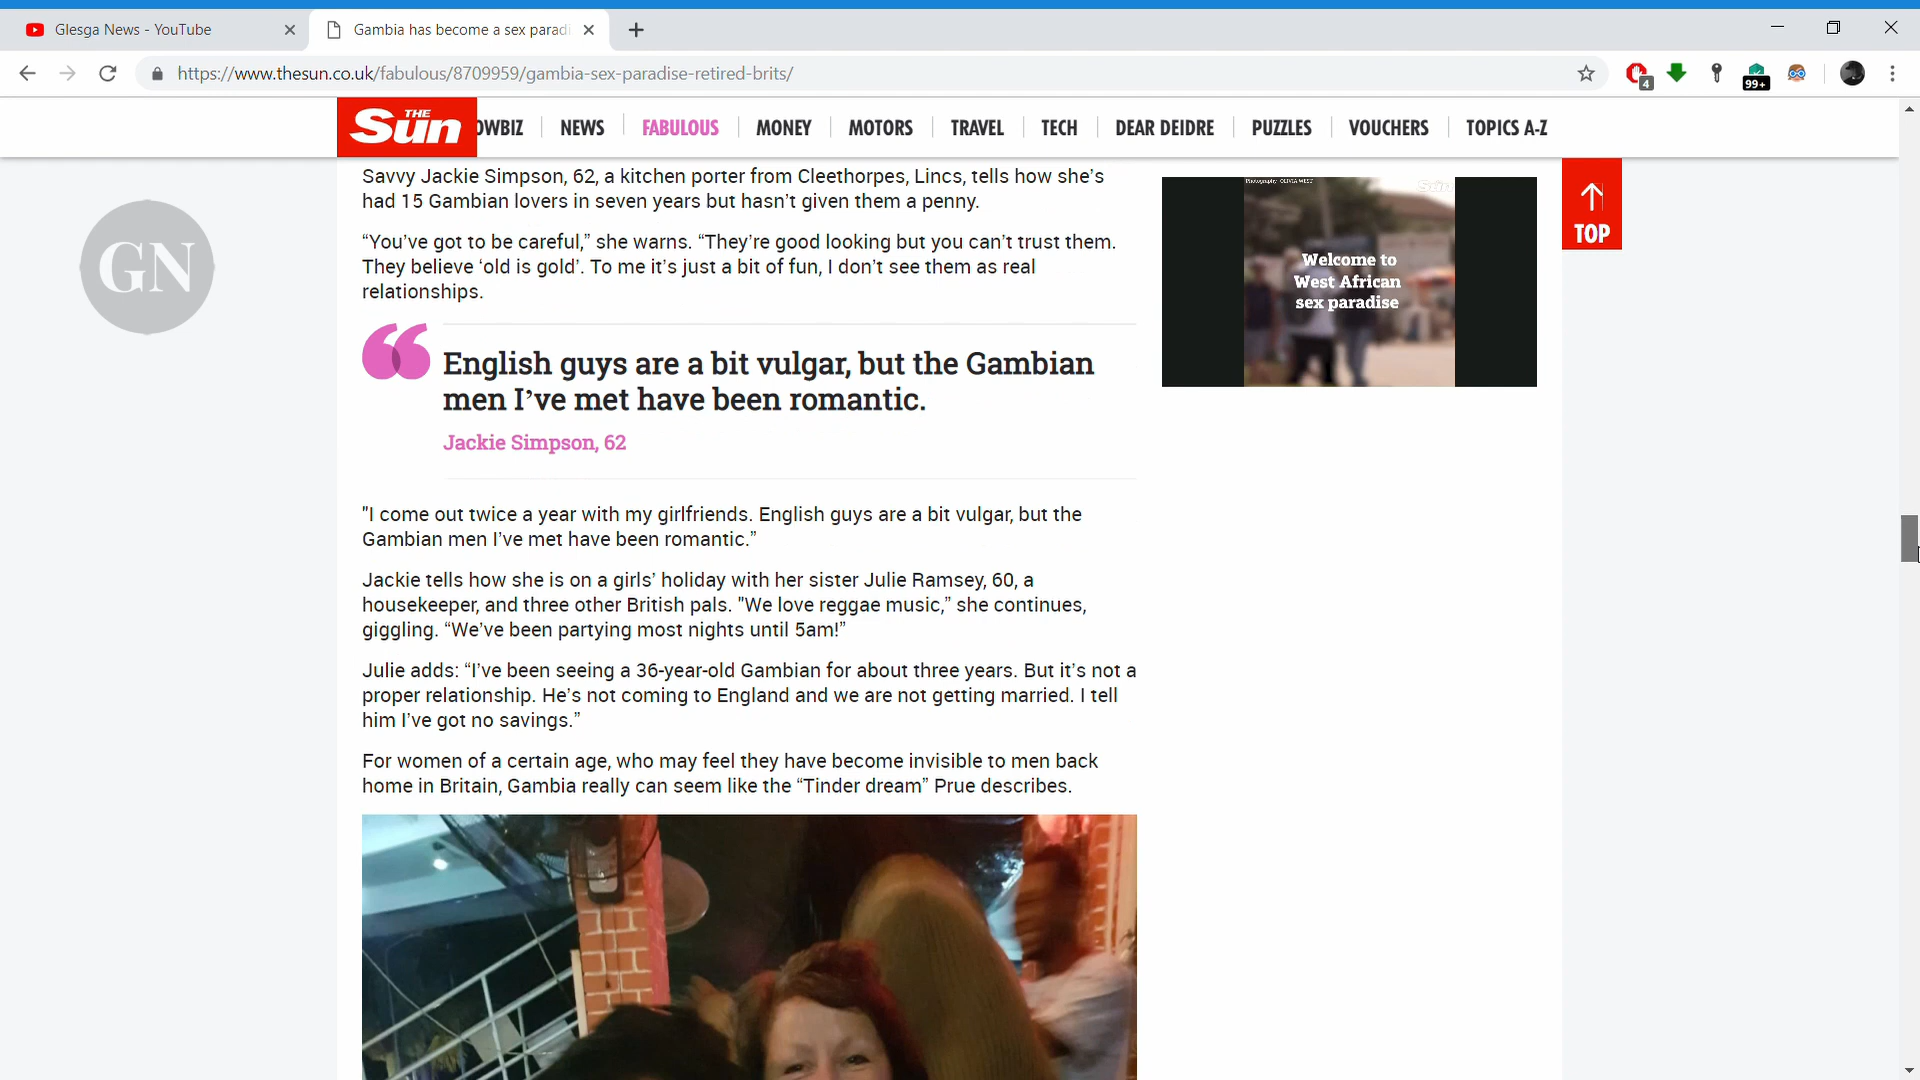 Glesga News - YouTube
Gambia has become a sex paradi
https://www.thesun.co.uk/fabulous/8709959/gambia-sex-paradise-retired-brits/
4
99+
THE
Sun
OWBIZ
NEWS
FABULOUS
MONEY
MOTORS
TRAVEL
TECH
DEAR DEIDRE
PUZZLES
VOUCHERS
TOPICS A-Z
GN
Savvy Jackie Simpson, 62, a kitchen porter from Cleethorpes, Lincs, tells how she’s
had 15 Gambian lovers in seven years but hasn’t given them a penny.
“You’ve got to be careful,” she warns. “They’re good looking but you can’t trust them.
They believe ‘old is gold’. To me it’s just a bit of fun, I don’t see them as real
relationships.
English guys are a bit vulgar, but the Gambian
men I’ve met have been romantic.
Jackie Simpson, 62
"I come out twice a year with my girlfriends. English guys are a bit vulgar, but the
Gambian men I’ve met have been romantic.”
Jackie tells how she is on a girls’ holiday with her sister Julie Ramsey, 60, a
housekeeper, and three other British pals. "We love reggae music,” she continues,
giggling. “We’ve been partying most nights until 5am!”
Julie adds: “I’ve been seeing a 36-year-old Gambian for about three years. But it’s not a
proper relationship. He’s not coming to England and we are not getting married. I tell
him I’ve got no savings.”
For women of a certain age, who may feel they have become invisible to men back
home in Britain, Gambia really can seem like the “Tinder dream” Prue describes.
Photography OLIVIA WEST
Sun
Welcome to
West African
sex paradise
TOP